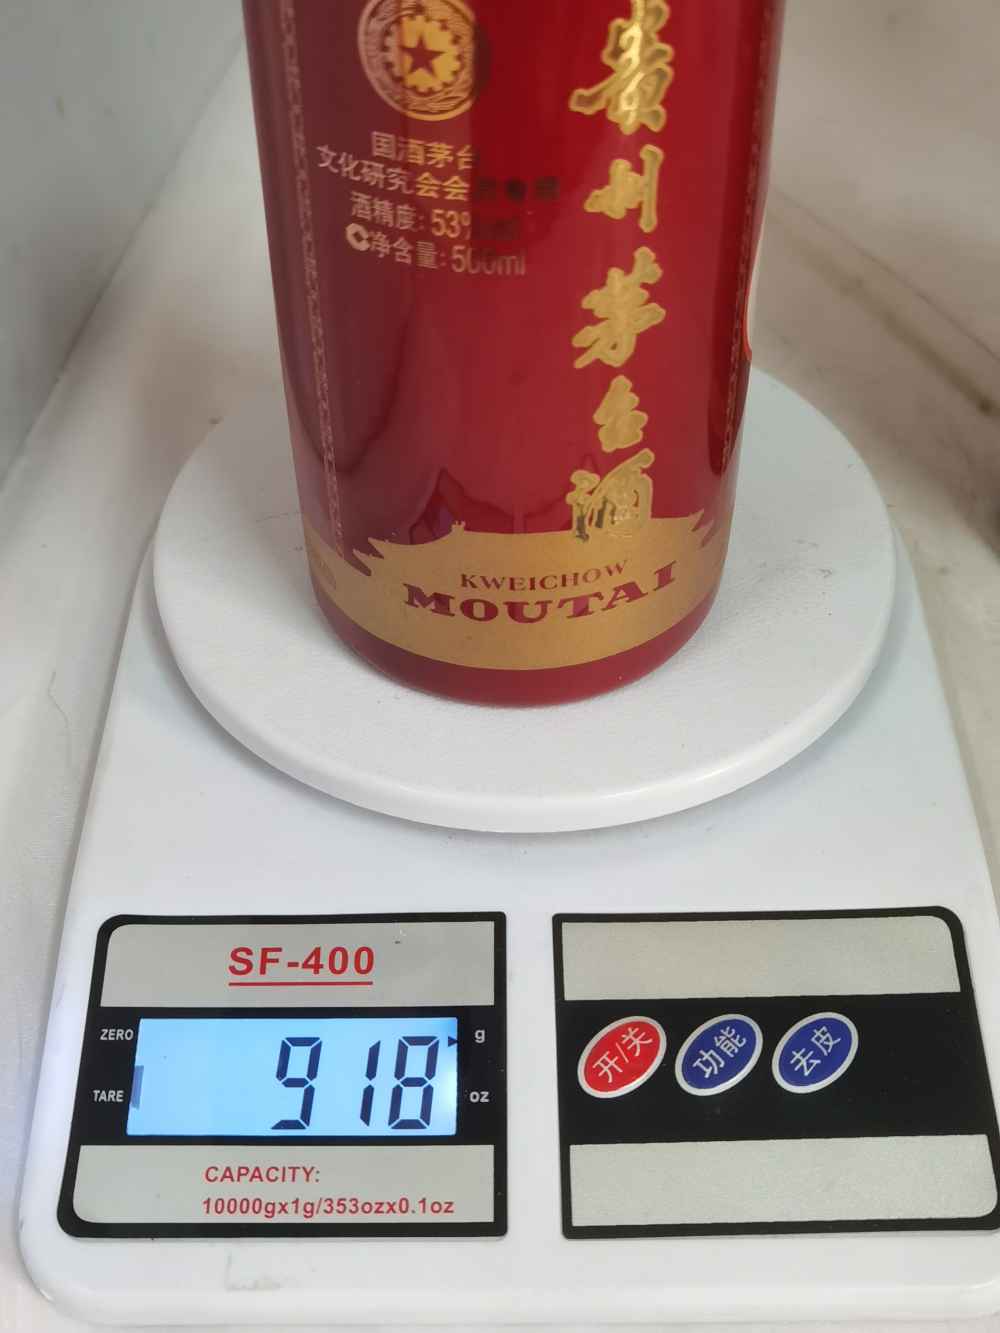 贵州茅台酒
国酒茅台
文化研究会会
酒精度:53%
净含量:500ml
KWEICHOW
MOUTAI
SF-400
ZERO
g
918
TARE
oz
CAPACITY:
10000gx1g/353ozx0.1oz
开/关
功能
去皮